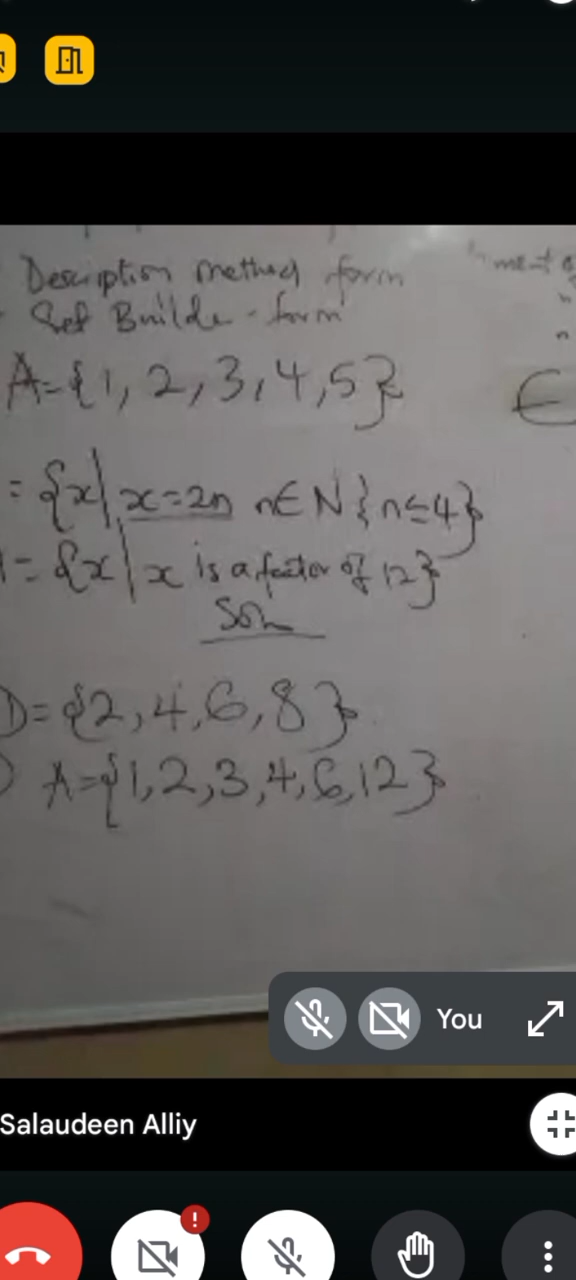 Description method form
Set Builde - form
A={1, 2, 3, 4, 5}
= {x| x=2n n∈N { n≤4}
= {x| x is a factor of 12}
Soln
D={2, 4, 6, 8}
) A={1, 2, 3, 4, 6, 12}
∈
You
Salaudeen Alliy
!